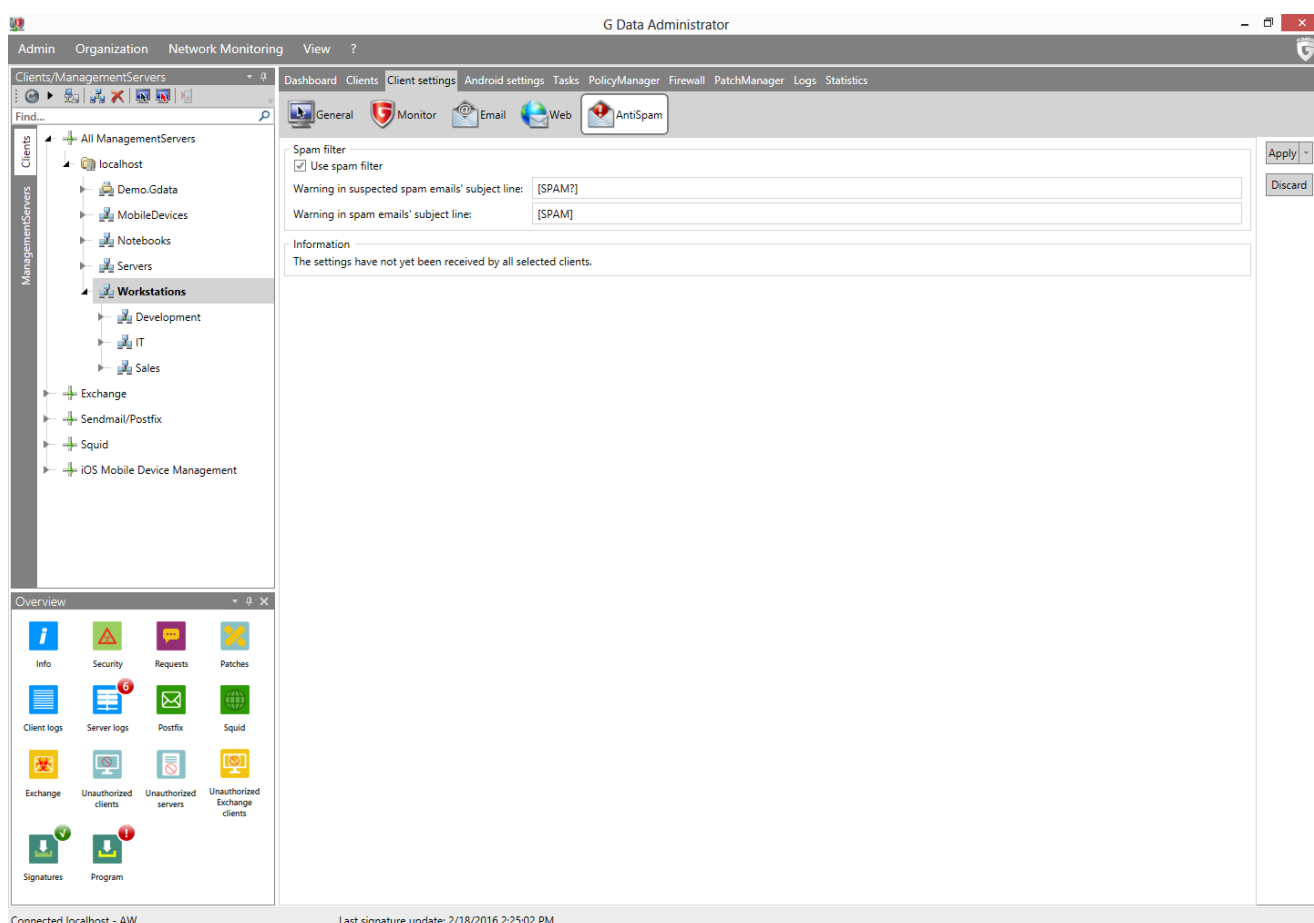 G Data Administrator
Admin Organization Network Monitoring View ?
Clients/ManagementServers
Find...
Clients
ManagementServers
All ManagementServers
localhost
Demo.Gdata
MobileDevices
Notebooks
Servers
Workstations
Development
IT
Sales
Exchange
Sendmail/Postfix
Squid
iOS Mobile Device Management
Dashboard Clients Client settings Android settings Tasks PolicyManager Firewall PatchManager Logs Statistics
General Monitor Email Web AntiSpam
Spam filter
Use spam filter
Warning in suspected spam emails' subject line: [SPAM?]
Warning in spam emails' subject line: [SPAM]
Information
The settings have not yet been received by all selected clients.
Apply
Discard
Overview
Info Security Requests Patches
6
Client logs Server logs Postfix Squid
Exchange Unauthorized clients Unauthorized servers Unauthorized Exchange clients
Signatures Program
Connected localhost - AW
Last signature update: 2/18/2016 2:25:02 PM